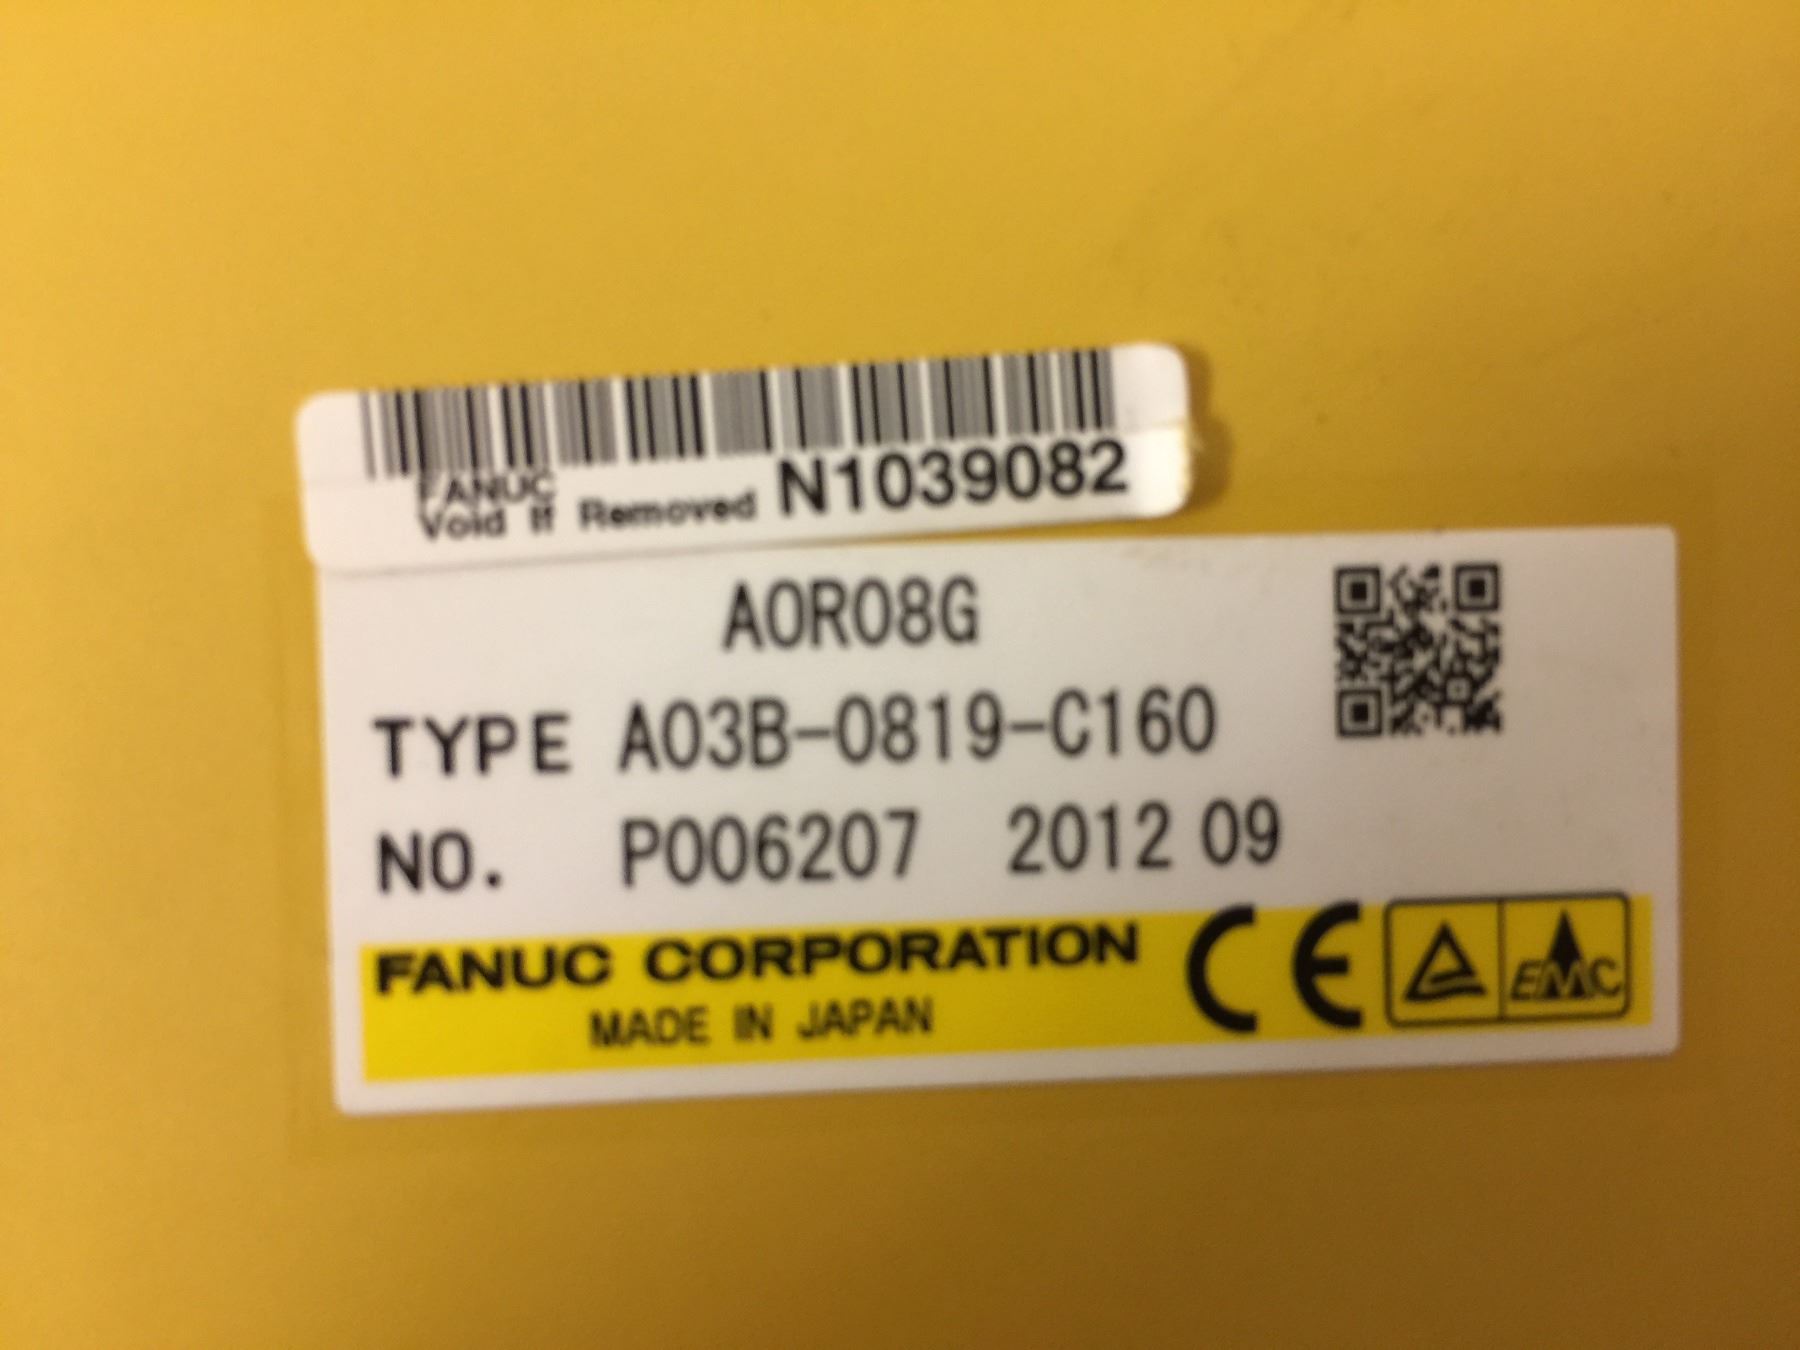 FANUC
Void If Removed N1039082
AOR08G
TYPE A03B-0819-C160
NO. P006207 2012 09
FANUC CORPORATION CE EMC
MADE IN JAPAN